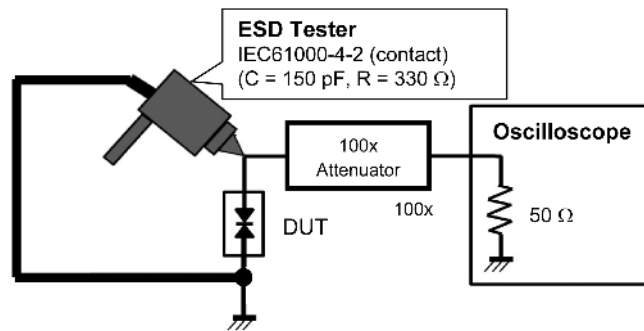 ESD Tester
IEC61000-4-2 (contact)
(C = 150 pF, R = 330 Ω)
100x
Attenuator
100x
Oscilloscope
50 Ω
DUT